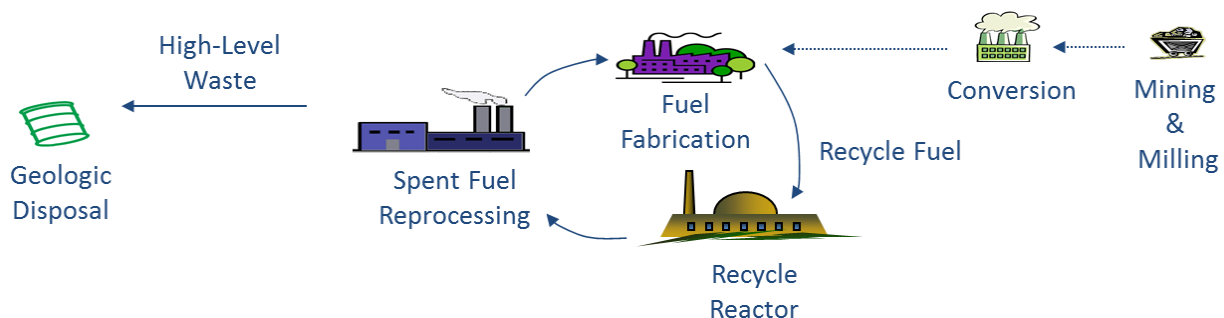 High-Level
Waste
Geologic
Disposal
Spent Fuel
Reprocessing
Fuel
Fabrication
Recycle Fuel
Recycle
Reactor
Conversion
Mining
&
Milling